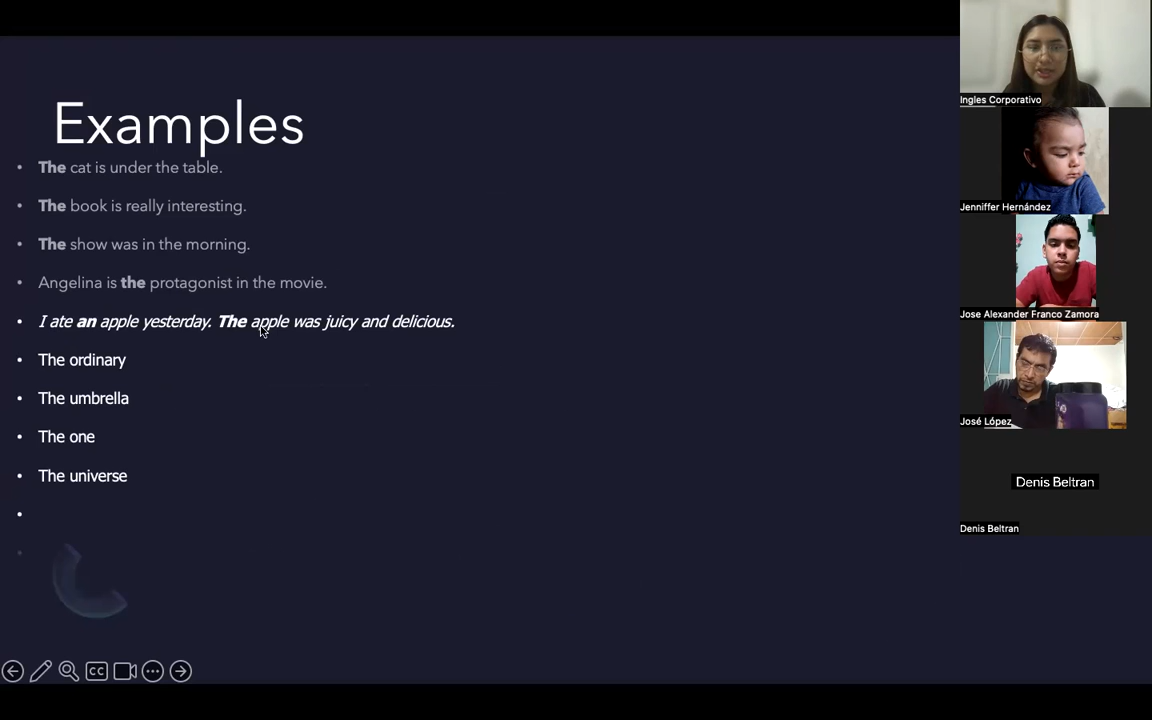 Examples
• The cat is under the table.
• The book is really interesting.
• The show was in the morning.
• Angelina is the protagonist in the movie.
• I ate an apple yesterday. The apple was juicy and delicious.
• The ordinary
• The umbrella
• The one
• The universe
CC
Ingles Corporativo
Jenniffer Hernández
Jose Alexander Franco Zamora
José López
Denis Beltran
Denis Beltran